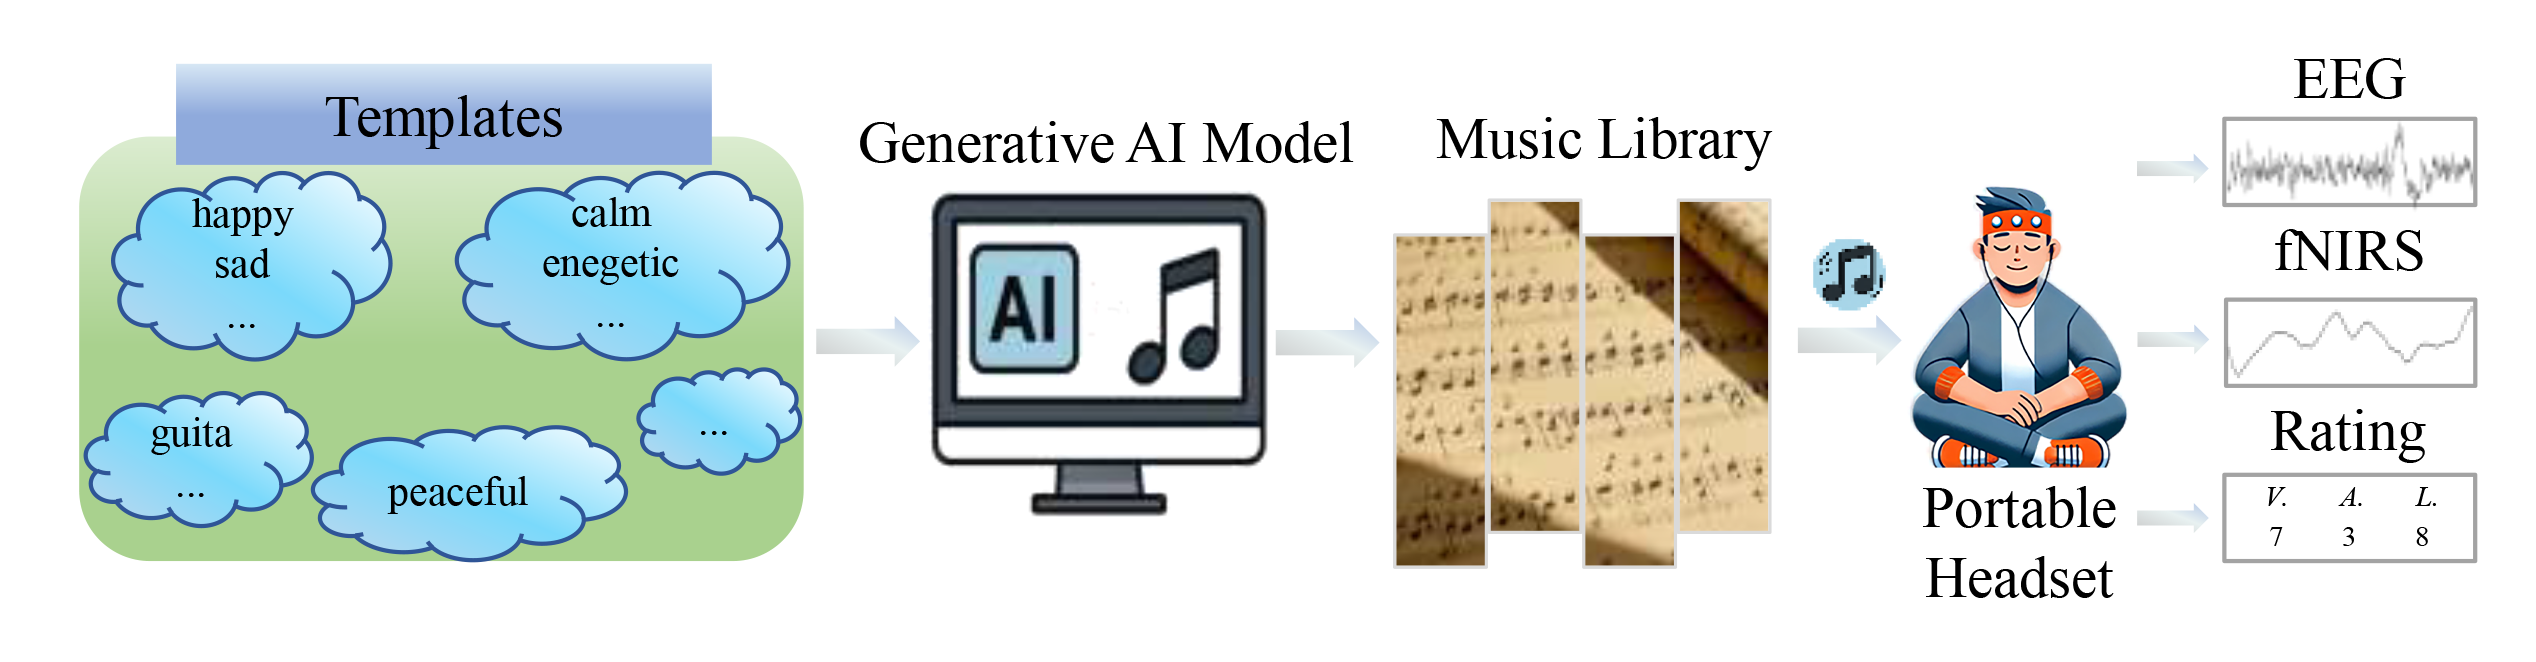 Templates
happy
sad
...
calm
enegetic
...
guita
...
peaceful
...
Generative AI Model
AI
Music Library
Portable
Headset
EEG
fNIRS
Rating
V. A. L.
7 3 8